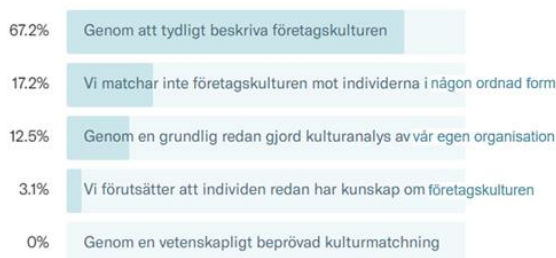 67.2% Genom att tydligt beskriva företagskulturen
17.2% Vi matchar inte företagskulturen mot individerna i någon ordnad form
12.5% Genom en grundlig redan gjord kulturanalys av vår egen organisation
3.1% Vi förutsätter att individen redan har kunskap om företagskulturen
0% Genom en vetenskapligt beprövad kulturmatchning